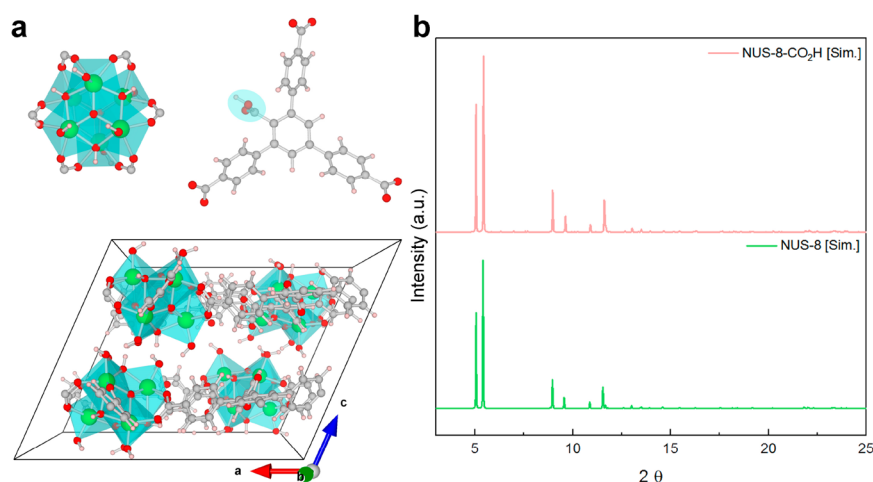 a
b
NUS-8-CO₂H [Sim.]
NUS-8 [Sim.]
Intensity (a.u.)
5
10
15
20
25
2 θ
a
b
c